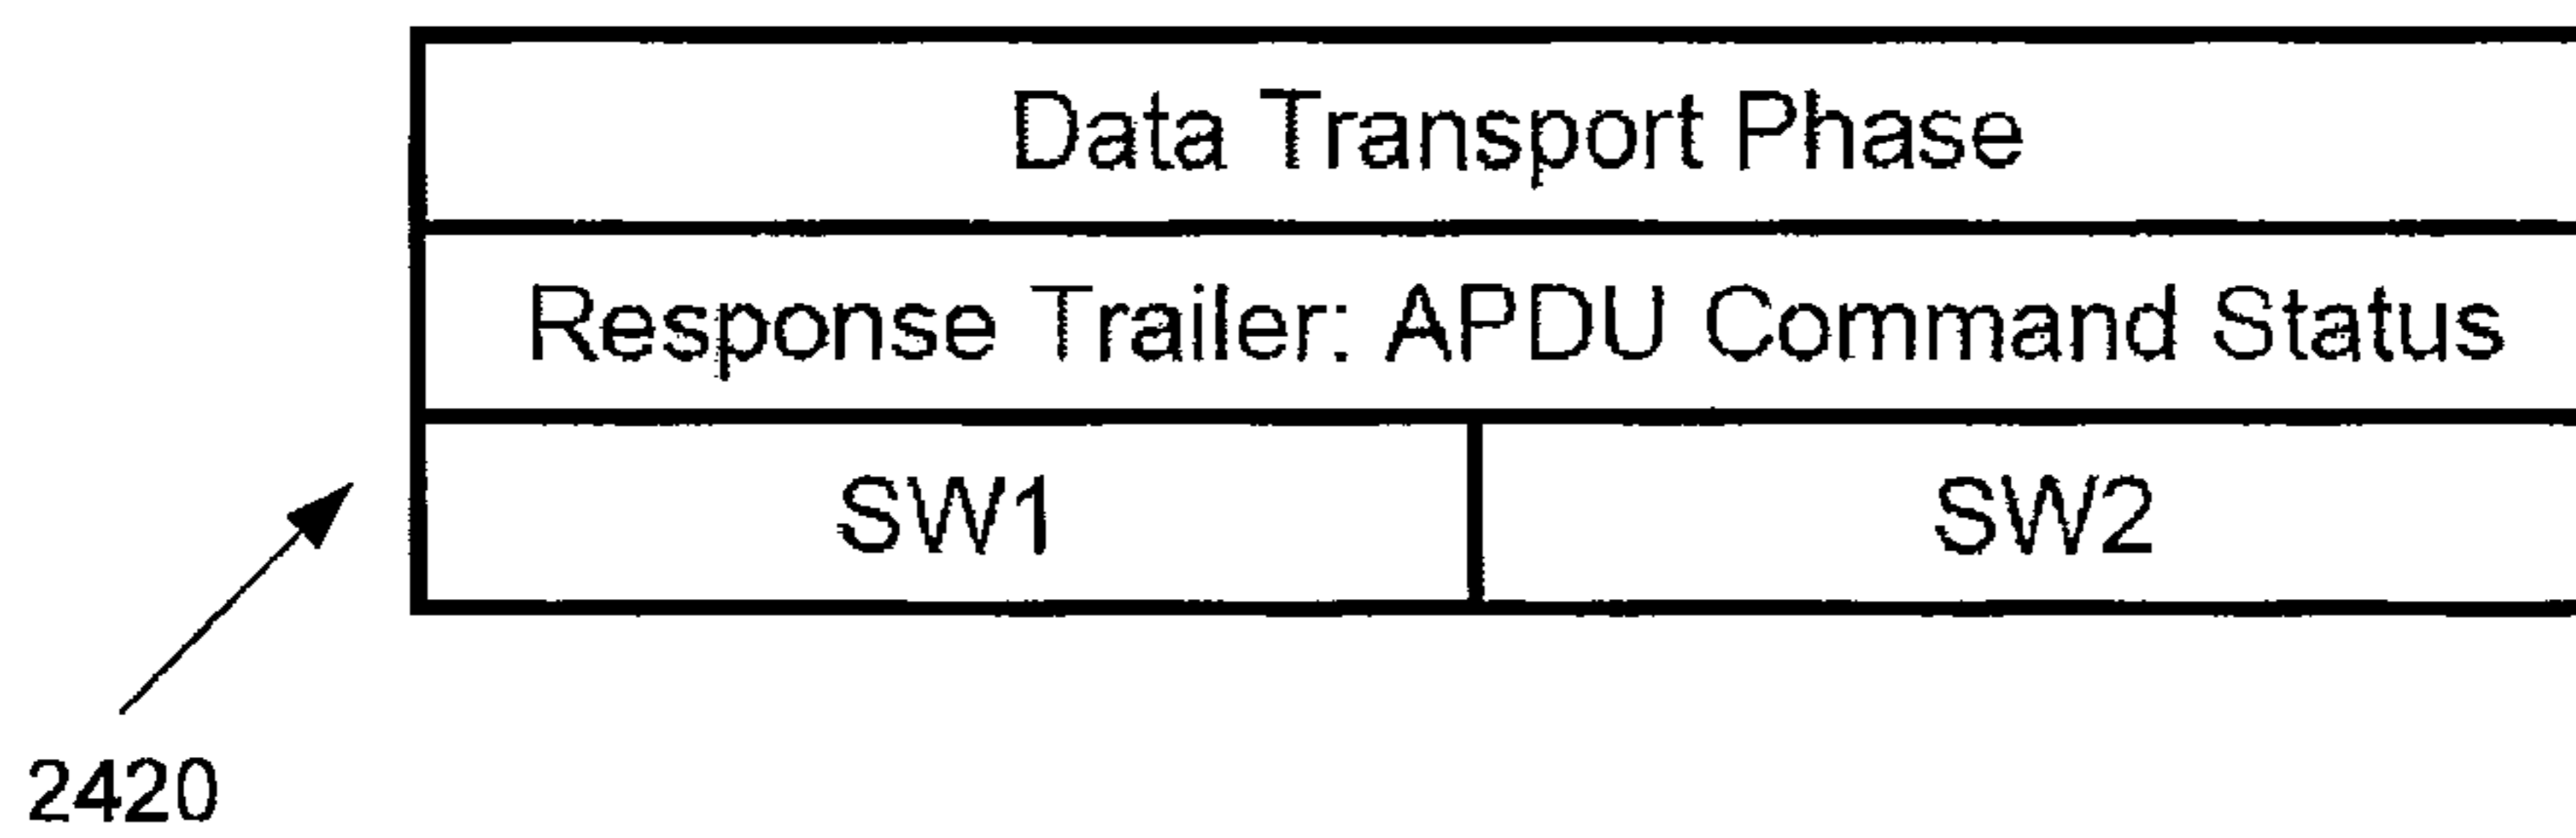 Data Transport Phase
Response Trailer: APDU Command Status
SW1 SW2
2420